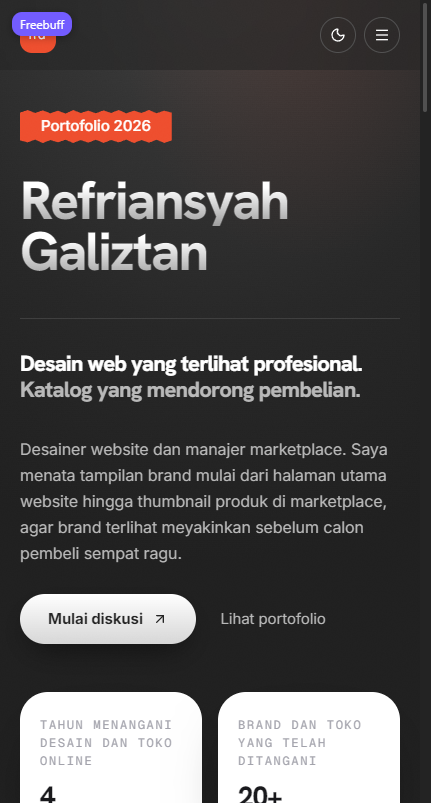 Freebuff
Portofolio 2026
Refriansyah
Galiztan
Desain web yang terlihat profesional.
Katalog yang mendorong pembelian.
Desainer website dan manajer marketplace. Saya
menata tampilan brand mulai dari halaman utama
website hingga thumbnail produk di marketplace,
agar brand terlihat meyakinkan sebelum calon
pembeli sempat ragu.
Mulai diskusi
Lihat portofolio
TAHUN MENANGANI
DESAIN DAN TOKO
ONLINE
4
BRAND DAN TOKO
YANG TELAH
DITANGANI
20+